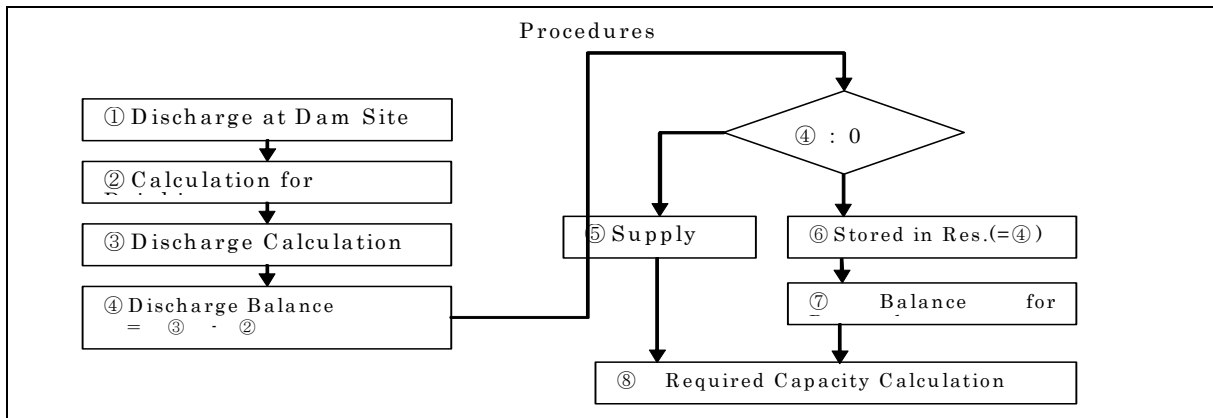 Procedures
① Discharge at Dam Site
② Calculation for
③ Discharge Calculation
④ Discharge Balance
= ③ - ②
④ : 0
⑤ Supply
⑥ Stored in Res.(=④)
⑦ Balance for
⑧ Required Capacity Calculation